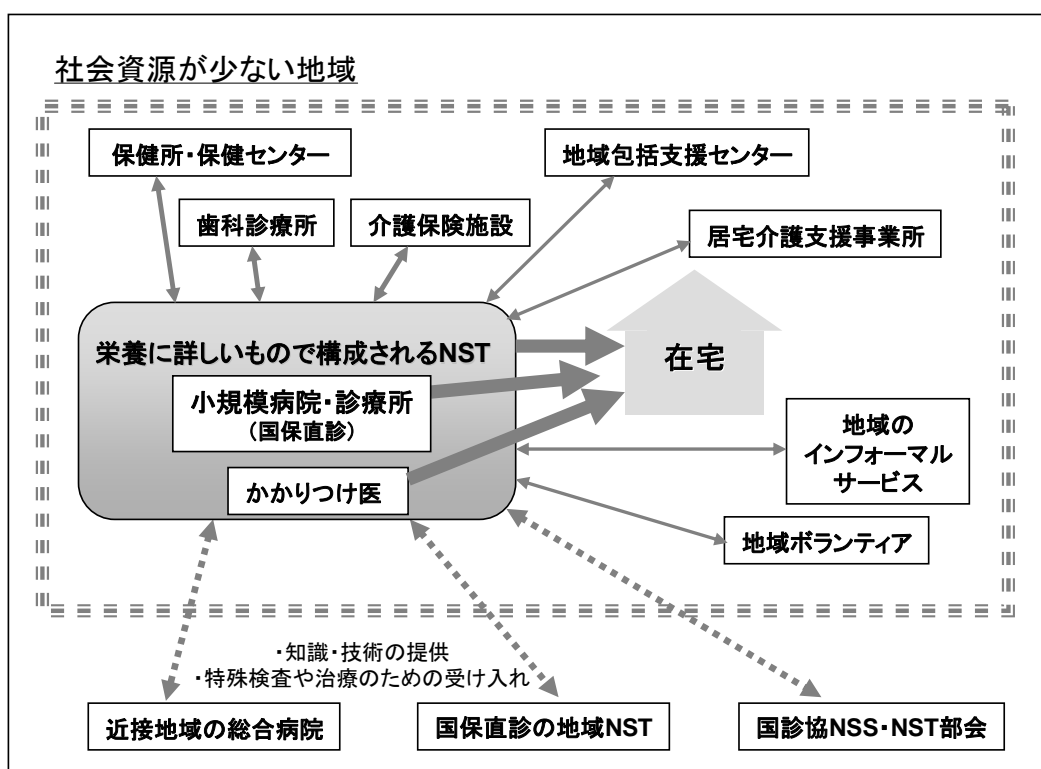 社会資源が少ない地域
保健所・保健センター
地域包括支援センター
歯科診療所
介護保険施設
居宅介護支援事業所
栄養に詳しいもので構成されるNST
在宅
小規模病院・診療所
（国保直診）
かかりつけ医
地域の
インフォーマル
サービス
地域ボランティア
・知識・技術の提供
・特殊検査や治療のための受け入れ
近接地域の総合病院
国保直診の地域NST
国診協NSS・NST部会